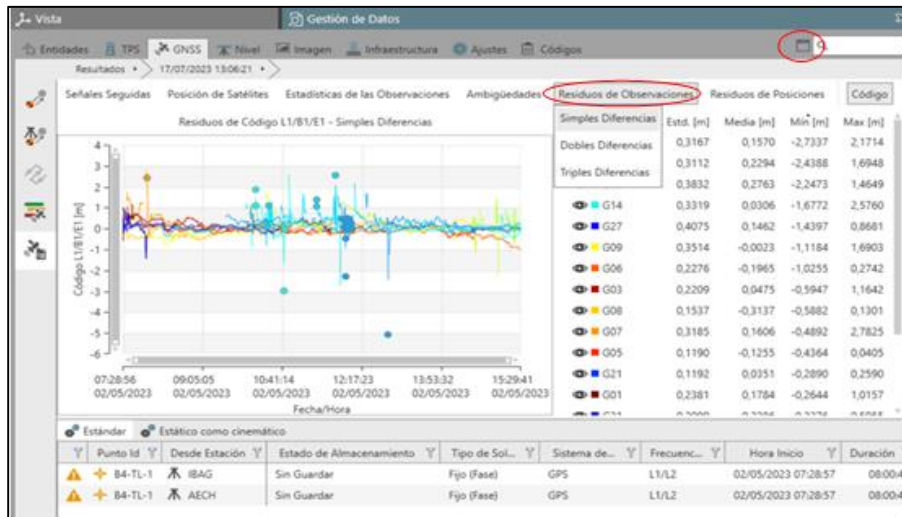 Vista
Gestión de Datos
Entidades TPS GNSS Nivel Imagen Infraestructura Ajustes Códigos
Resultados 17/07/2023 13:06:21
Señales Seguidas Posición de Satélites Estadísticas de las Observaciones Ambigüedades Residuos de Observaciones Residuos de Posiciones Código
Residuos de Código L1/B1/E1 - Simples Diferencias
Simples Diferencias
Dobles Diferencias
Triples Diferencias
Estd. [m] Media [m] Mín [m] Max [m]
0,3167 0,1570 -2,7337 2,1714
0,3112 0,2294 -2,4388 1,6948
0,3832 0,2763 -2,2473 1,4649
G14 0,3319 0,0306 -1,6772 2,5760
G27 0,4075 0,1462 -1,4397 0,8681
G09 0,3514 -0,0023 -1,1184 1,6903
G06 0,2276 -0,1965 -1,0255 0,2742
G03 0,2209 0,0475 -0,5947 1,1642
G08 0,1537 -0,3137 -0,5882 0,1301
G07 0,3185 0,1606 -0,4892 2,7825
G05 0,1190 -0,1255 -0,4364 0,0405
G21 0,1192 0,0351 -0,2890 0,2590
G01 0,2381 0,1784 -0,2644 1,0157
Código L1/B1/E1 [m]
4
3
2
1
0
-1
-2
-3
-4
-5
-6
07:28:56 09:05:05 10:41:14 12:17:23 13:53:32 15:29:41
02/05/2023 02/05/2023 02/05/2023 02/05/2023 02/05/2023 02/05/2023
Fecha/Hora
Estándar Estático como cinemático
Punto Id Desde Estación Estado de Almacenamiento Tipo de Sol... Sistema de... Frecuenc... Hora Inicio Duración
B4-TL-1 IBAG Sin Guardar Fijo (Fase) GPS L1/L2 02/05/2023 07:28:57 08:00:4
B4-TL-1 AECH Sin Guardar Fijo (Fase) GPS L1/L2 02/05/2023 07:28:57 08:00:4